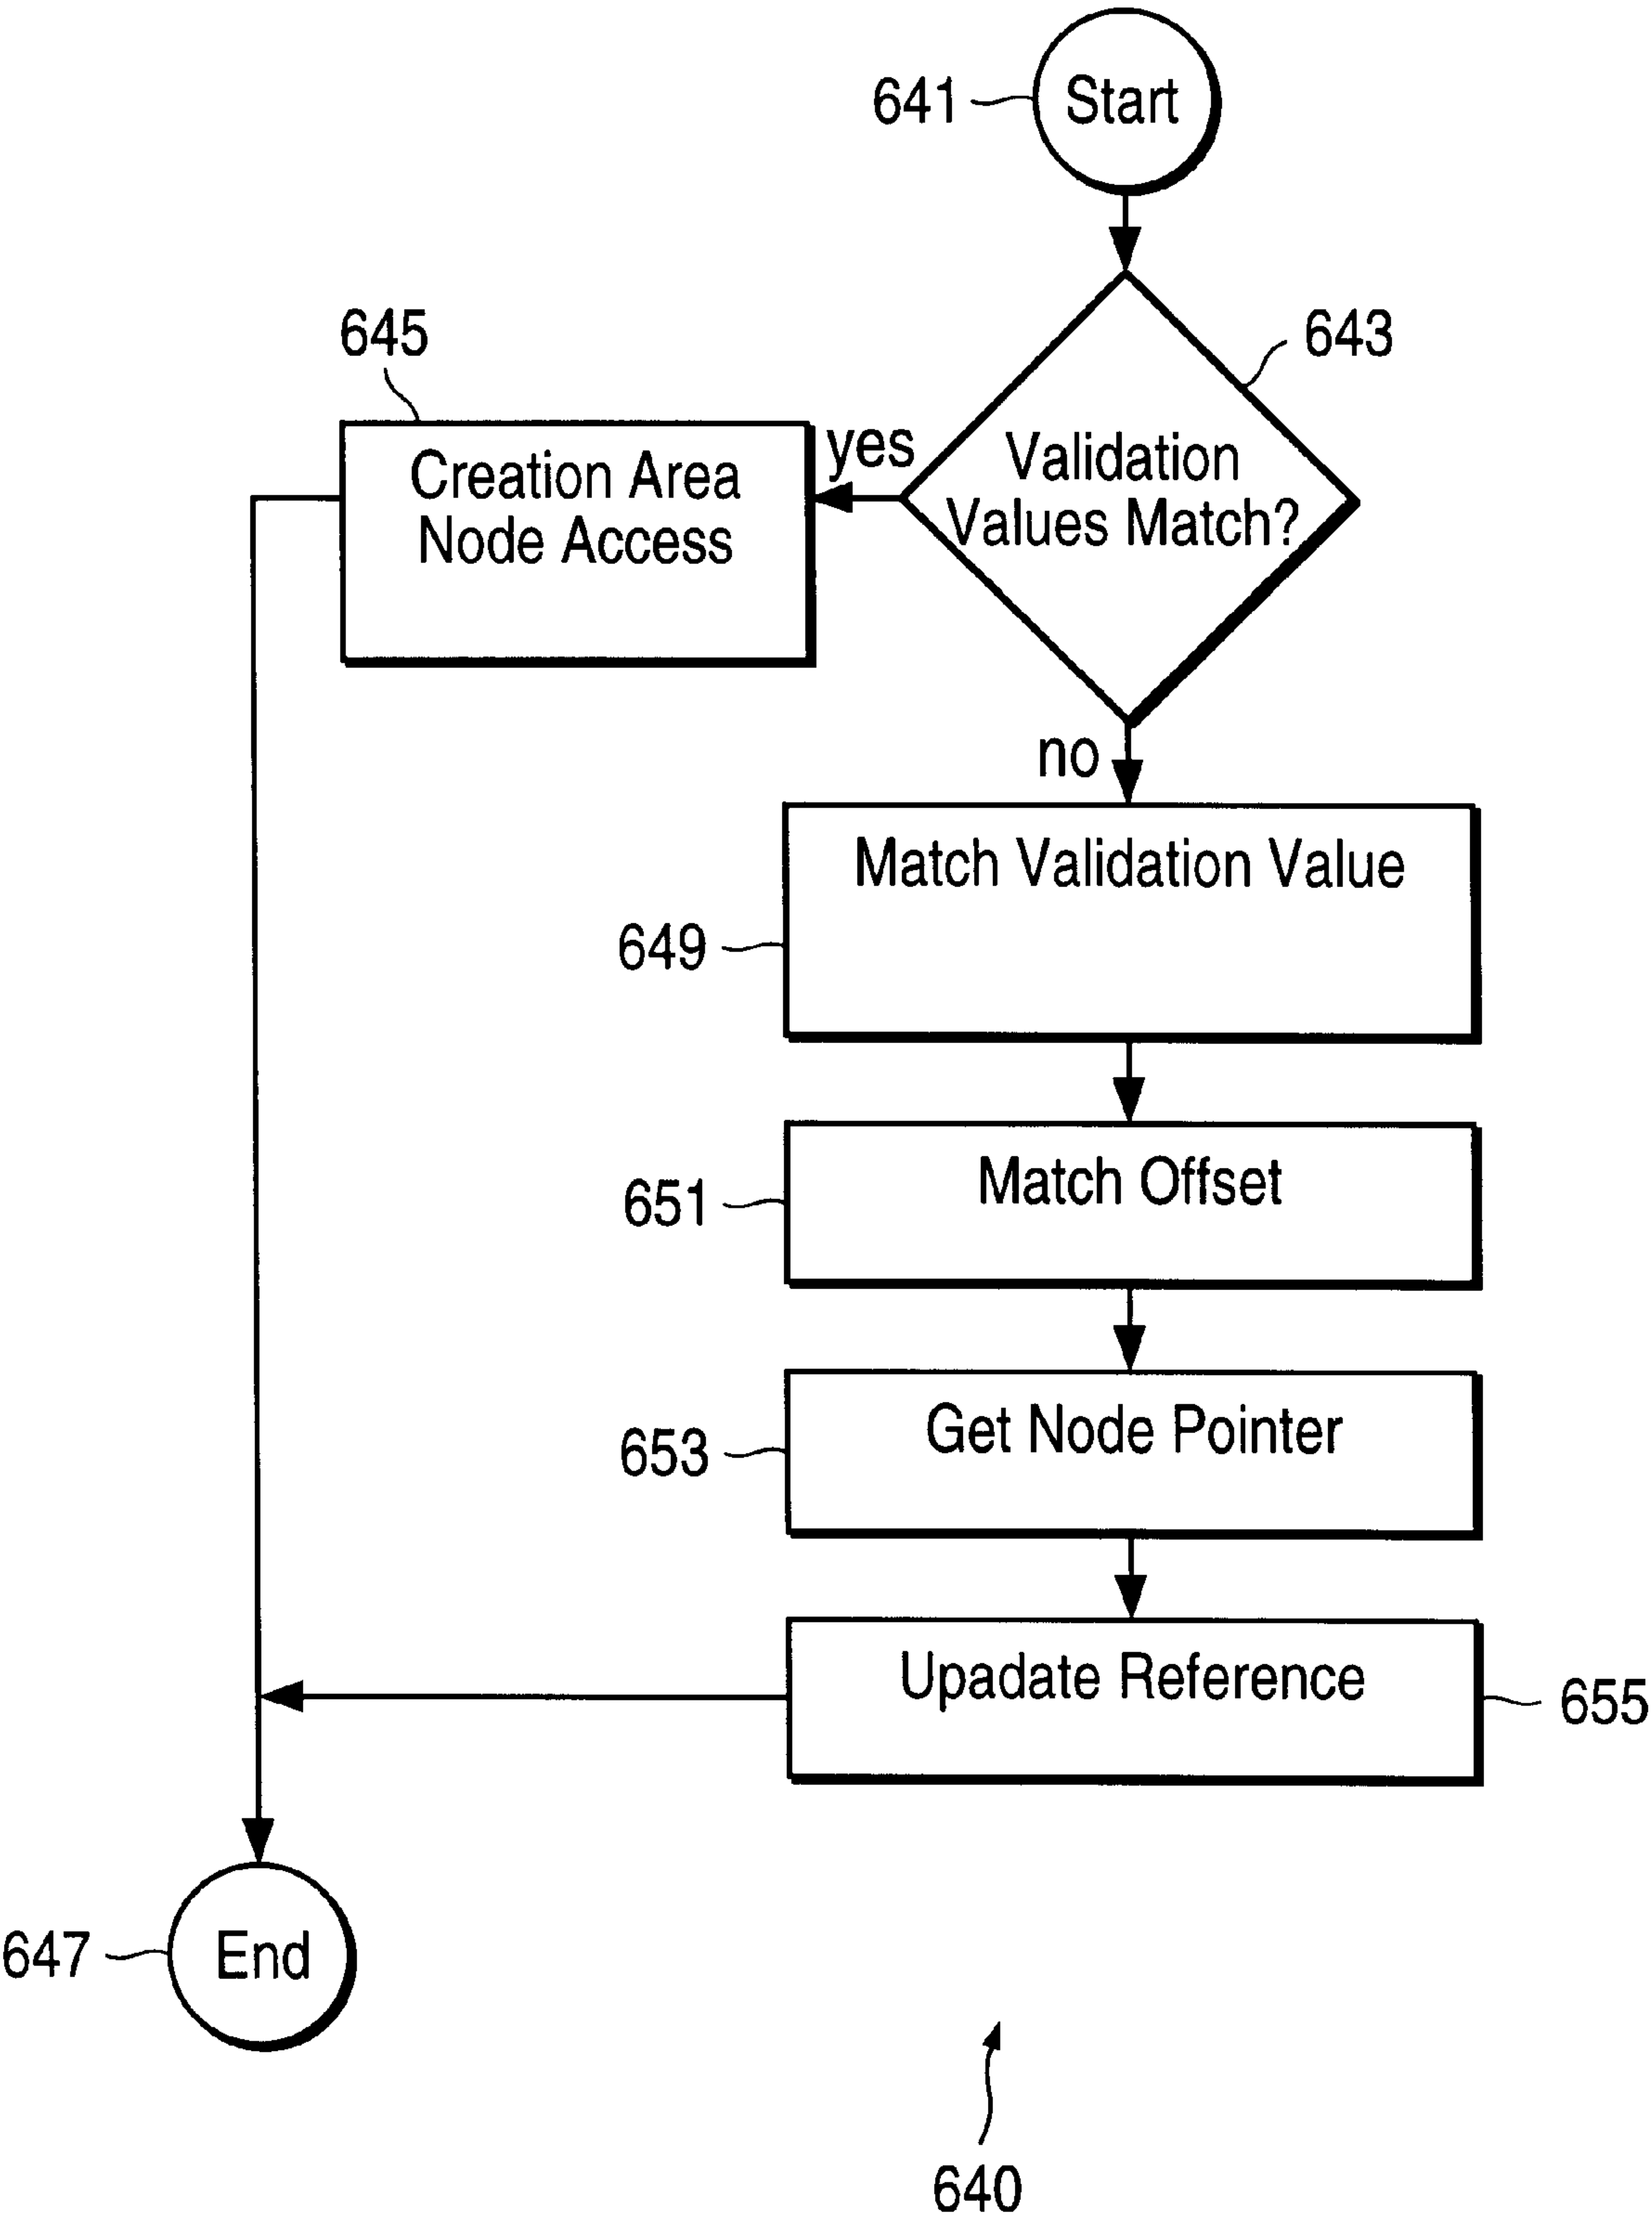 641
Start
643
Validation
Values Match?
yes
645
Creation Area
Node Access
no
Match Validation Value
649
Match Offset
651
Get Node Pointer
653
Upadate Reference
655
End
647
640